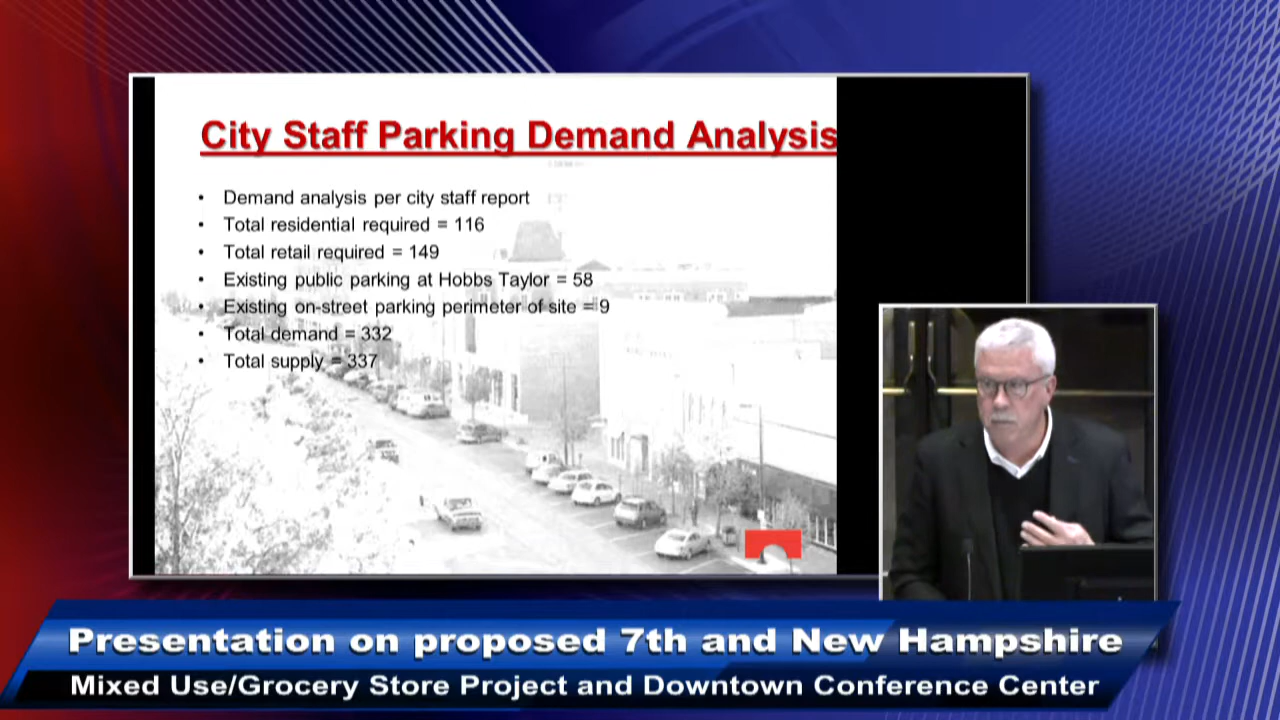 City Staff Parking Demand Analysis
• Demand analysis per city staff report
• Total residential required = 116
• Total retail required = 149
• Existing public parking at Hobbs Taylor = 58
• Existing on-street parking perimeter of site = 9
• Total demand = 332
• Total supply = 337
Presentation on proposed 7th and New Hampshire
Mixed Use/Grocery Store Project and Downtown Conference Center